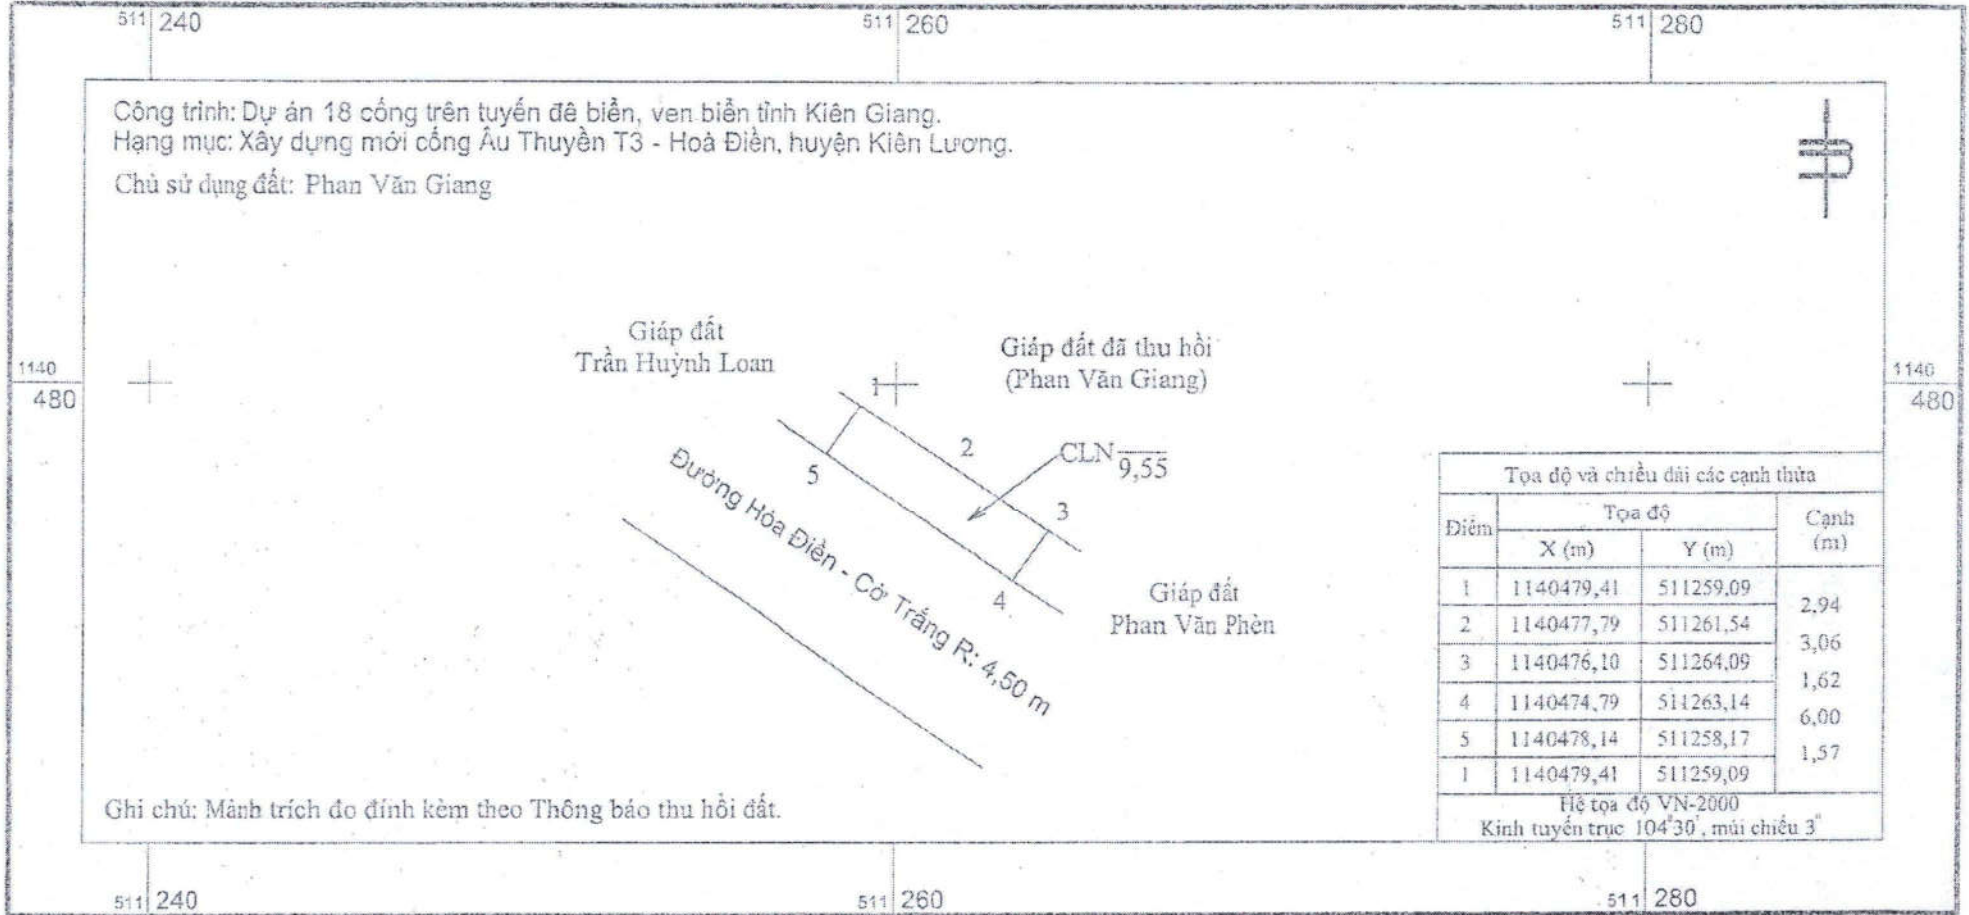 511 240
511 260
511 280
Công trình: Dự án 18 cống trên tuyến đê biển, ven biển tỉnh Kiên Giang.
Hạng mục: Xây dựng mới cống Âu Thuyền T3 - Hoà Điền, huyện Kiên Lương.
Chủ sử dụng đất: Phan Văn Giang
Giáp đất
Trần Huỳnh Loan
Giáp đất đã thu hồi
(Phan Văn Giang)
1140
480
1140
480
1
2
CLN 9,55
5
3
4
Đường Hòa Điền - Cờ Trắng R: 4,50 m
Giáp đất
Phan Văn Phèn
Tọa độ và chiều dài các cạnh thửa
Điểm Tọa độ Cạnh (m)
X (m) Y (m)
1 1140479,41 511259,09
2,94
2 1140477,79 511261,54
3,06
3 1140476,10 511264,09
1,62
4 1140474,79 511263,14
6,00
5 1140478,14 511258,17
1,57
1 1140479,41 511259,09
Hệ tọa độ VN-2000
Kinh tuyến trục 104°30', múi chiếu 3°
Ghi chú: Mảnh trích đo đính kèm theo Thông báo thu hồi đất.
511 240
511 260
511 280